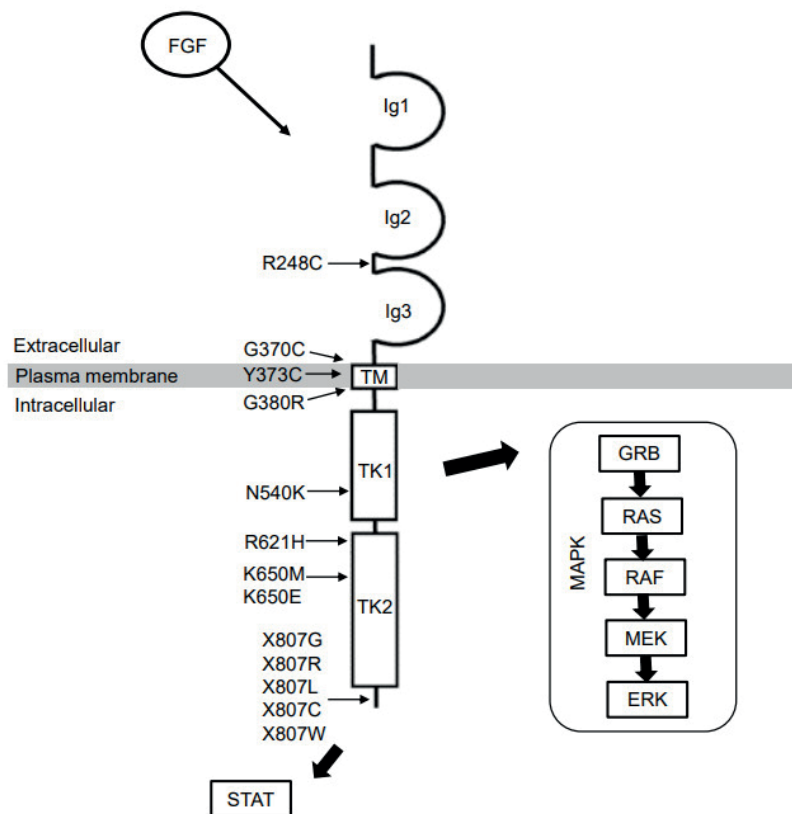 FGF
Ig1
Ig2
R248C
Ig3
Extracellular
G370C
Plasma membrane
Y373C
TM
Intracellular
G380R
TK1
N540K
R621H
K650M
K650E
TK2
X807G
X807R
X807L
X807C
X807W
STAT
MAPK
GRB
RAS
RAF
MEK
ERK